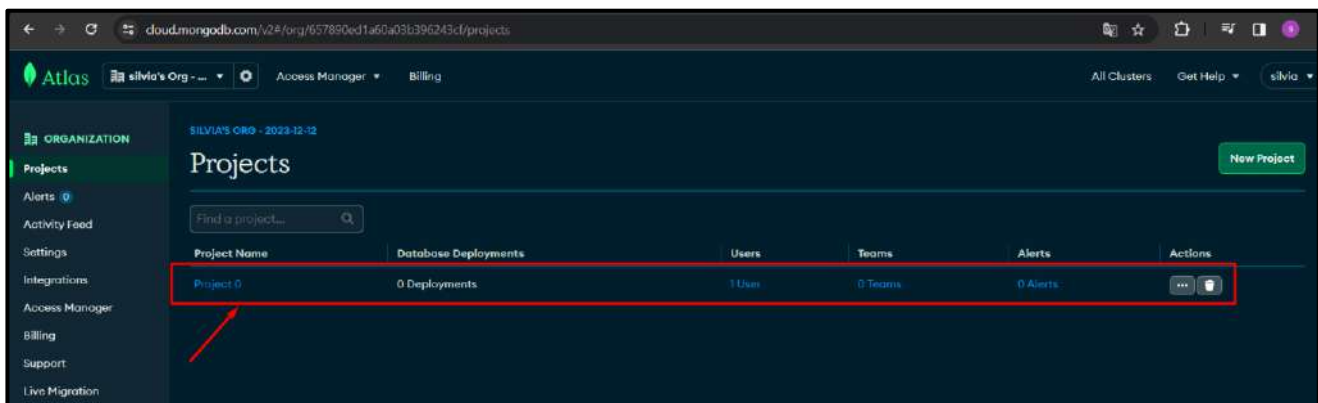 cloud.mongodb.com/v2#/org/657890ed1a60a03b396243cf/projects
Atlas silvia's Org - ... Access Manager Billing All Clusters Get Help silvia
ORGANIZATION
Projects
Alerts 0
Activity Feed
Settings
Integrations
Access Manager
Billing
Support
Live Migration
SILVIA'S ORG - 2023-12-12
Projects
New Project
Find a project...
Project Name Database Deployments Users Teams Alerts Actions
Project 0 0 Deployments 1 User 0 Teams 0 Alerts